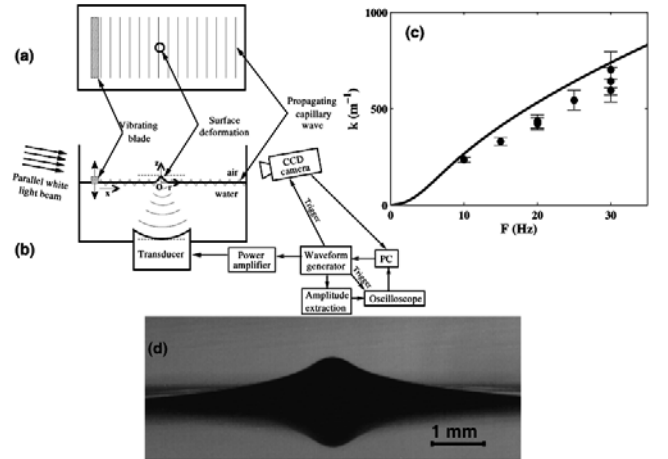 (a)
Vibrating
blade
Surface
deformation
Propagating
capillary
wave
Parallel white
light beam
z
air
O
r
x
water
(b)
Transducer
Power
amplifier
Waveform
generator
CCD
camera
Trigger
Trigger
PC
Amplitude
extraction
Oscilloscope
(c)
1000
500
0
k (m⁻¹)
0
10
20
30
F (Hz)
(d)
1 mm